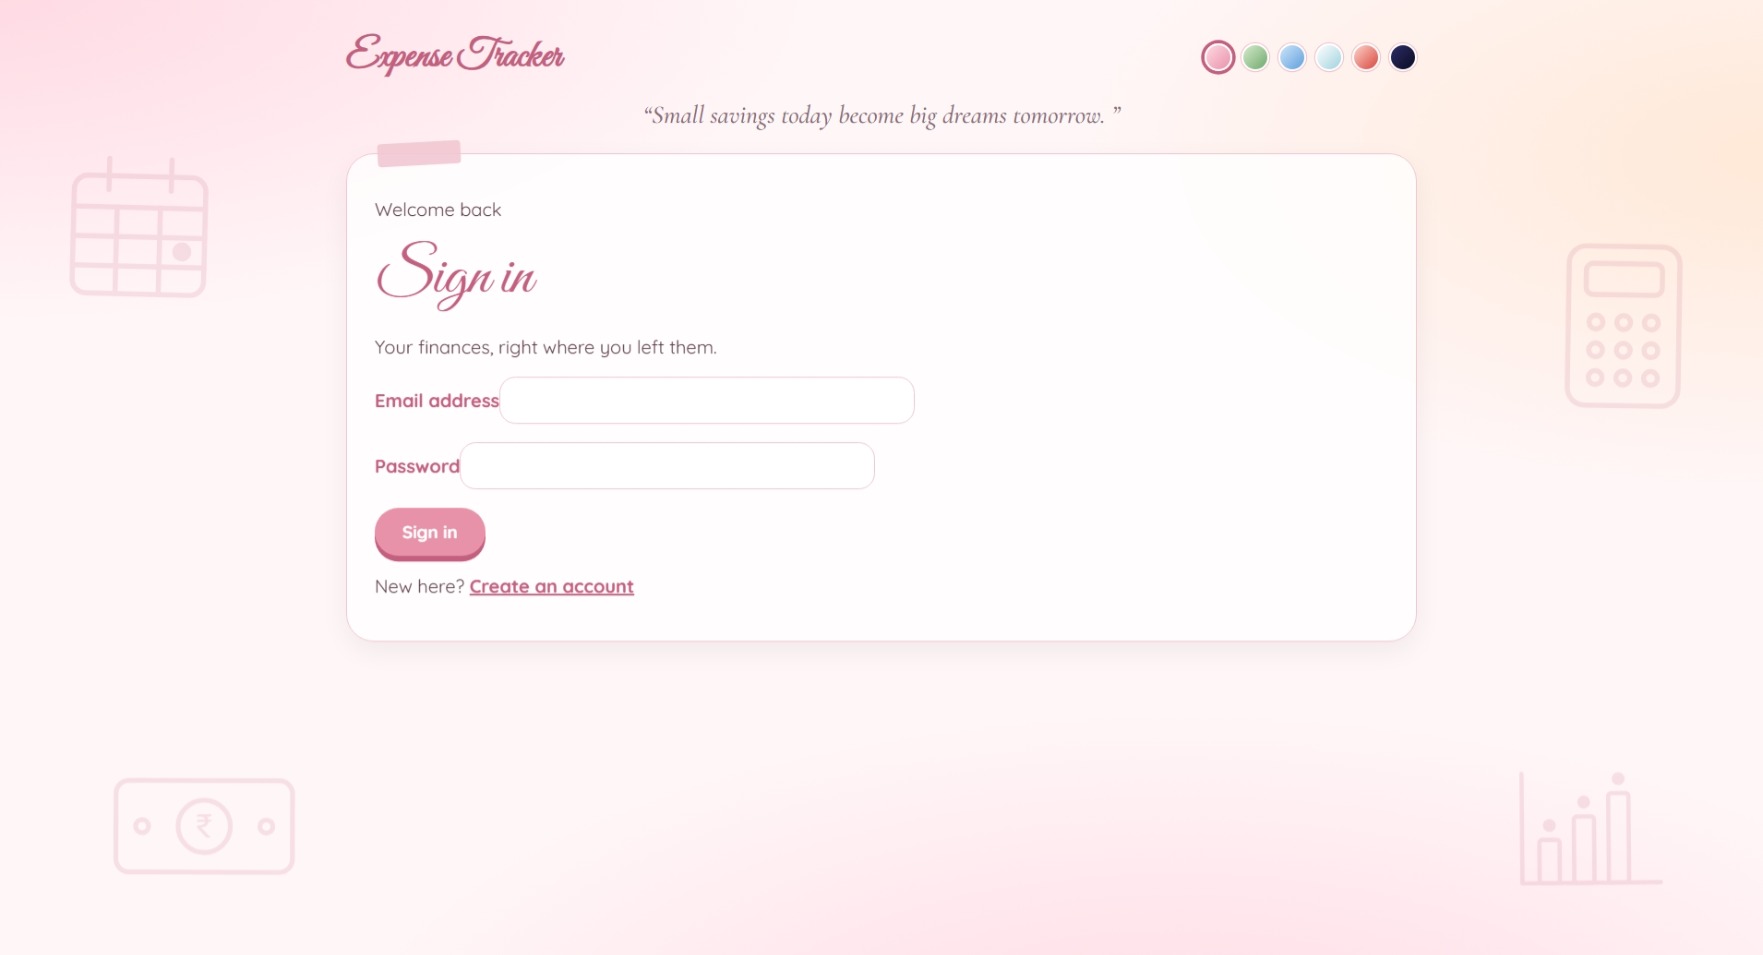 Expense Tracker
“Small savings today become big dreams tomorrow. ”
Welcome back
Sign in
Your finances, right where you left them.
Email address
Password
Sign in
New here? Create an account
₹